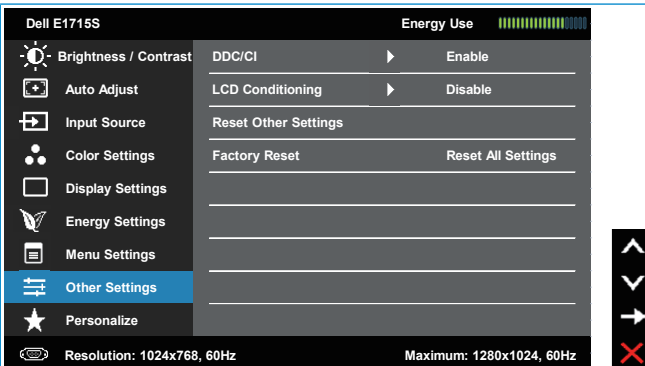 Dell E1715S Energy Use
Brightness / Contrast DDC/CI Enable
Auto Adjust LCD Conditioning Disable
Input Source Reset Other Settings
Color Settings Factory Reset Reset All Settings
Display Settings
Energy Settings
Menu Settings
Other Settings
Personalize
Resolution: 1024x768, 60Hz Maximum: 1280x1024, 60Hz